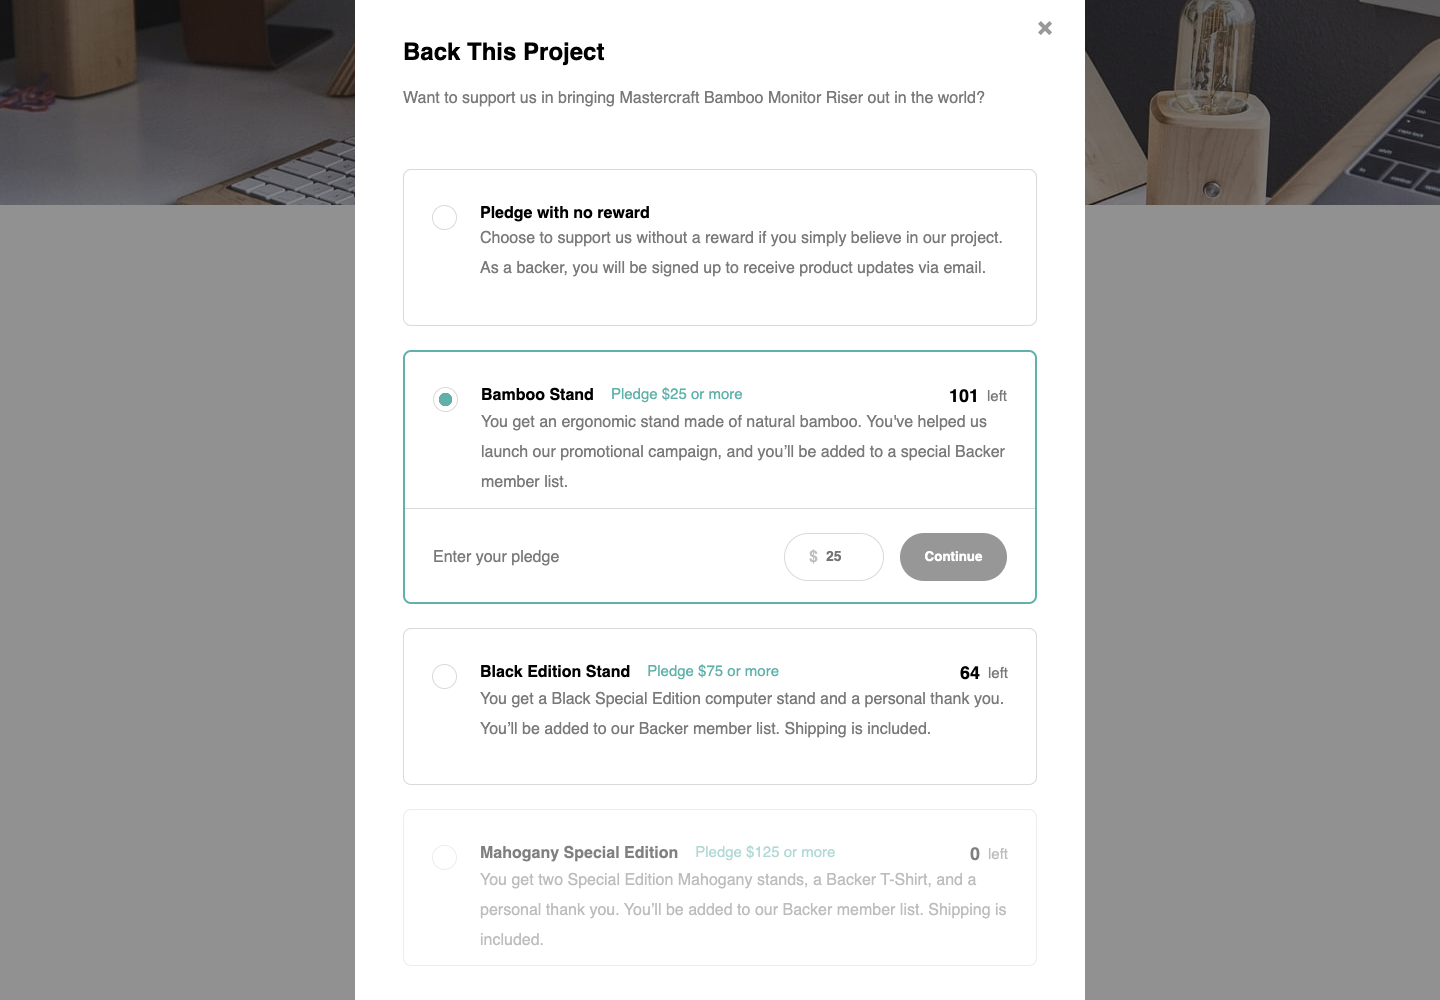 Back This Project
Want to support us in bringing Mastercraft Bamboo Monitor Riser out in the world?
Pledge with no reward
Choose to support us without a reward if you simply believe in our project.
As a backer, you will be signed up to receive product updates via email.
Bamboo Stand Pledge $25 or more 101 left
You get an ergonomic stand made of natural bamboo. You've helped us
launch our promotional campaign, and you’ll be added to a special Backer
member list.
Enter your pledge $ 25 Continue
Black Edition Stand Pledge $75 or more 64 left
You get a Black Special Edition computer stand and a personal thank you.
You’ll be added to our Backer member list. Shipping is included.
Mahogany Special Edition Pledge $125 or more 0 left
You get two Special Edition Mahogany stands, a Backer T-Shirt, and a
personal thank you. You’ll be added to our Backer member list. Shipping is
included.